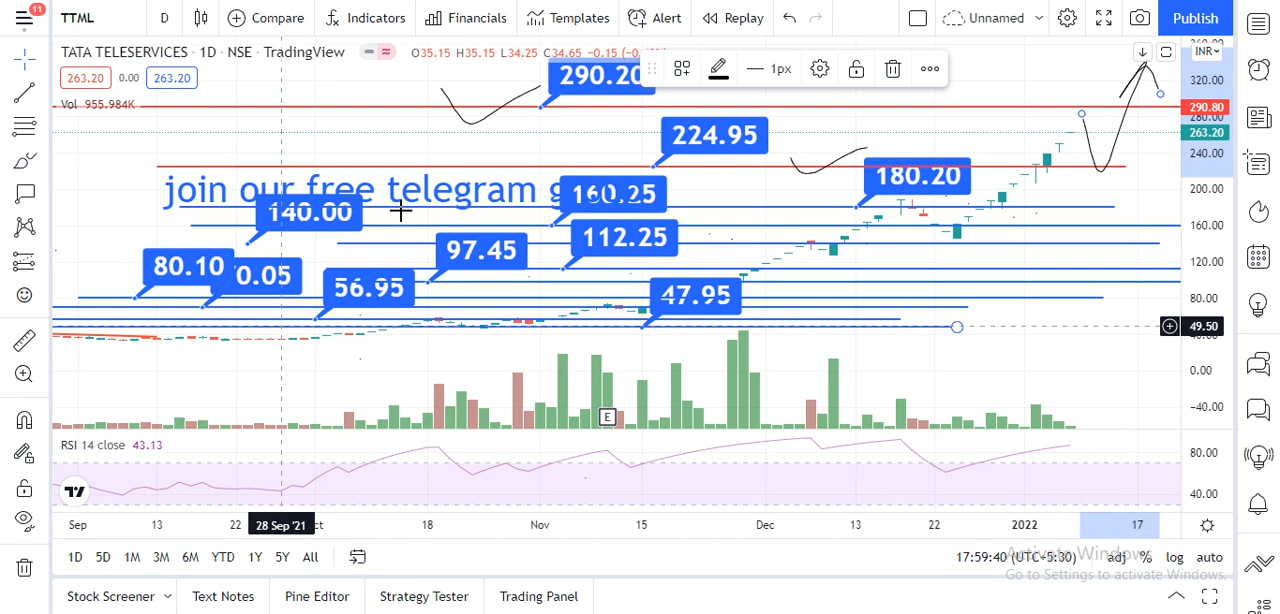 11
TTML
D
Compare
Indicators
Financials
Templates
Alert
Replay
Unnamed
Publish
TATA TELESERVICES · 1D · NSE · TradingView
O35.15 H35.15 L34.25 C34.65 −0.15
263.20 0.00 263.20
Vol 955.984K
1px
INR
290.20
224.95
join our free telegram g
160.25
180.20
140.00
112.25
97.45
80.10
0.05
56.95
47.95
320.00
290.80
280.00
263.20
240.00
200.00
160.00
120.00
80.00
49.50
0.00
−40.00
E
RSI 14 close 43.13
80.00
40.00
Sep
13
22
28 Sep '21
ct
18
Nov
15
Dec
13
22
2022
17
1D
5D
1M
3M
6M
YTD
1Y
5Y
All
17:59:40 (UTC+5:30)
adj
%
log
auto
Activate Windows
Go to Settings to activate Windows.
Stock Screener
Text Notes
Pine Editor
Strategy Tester
Trading Panel